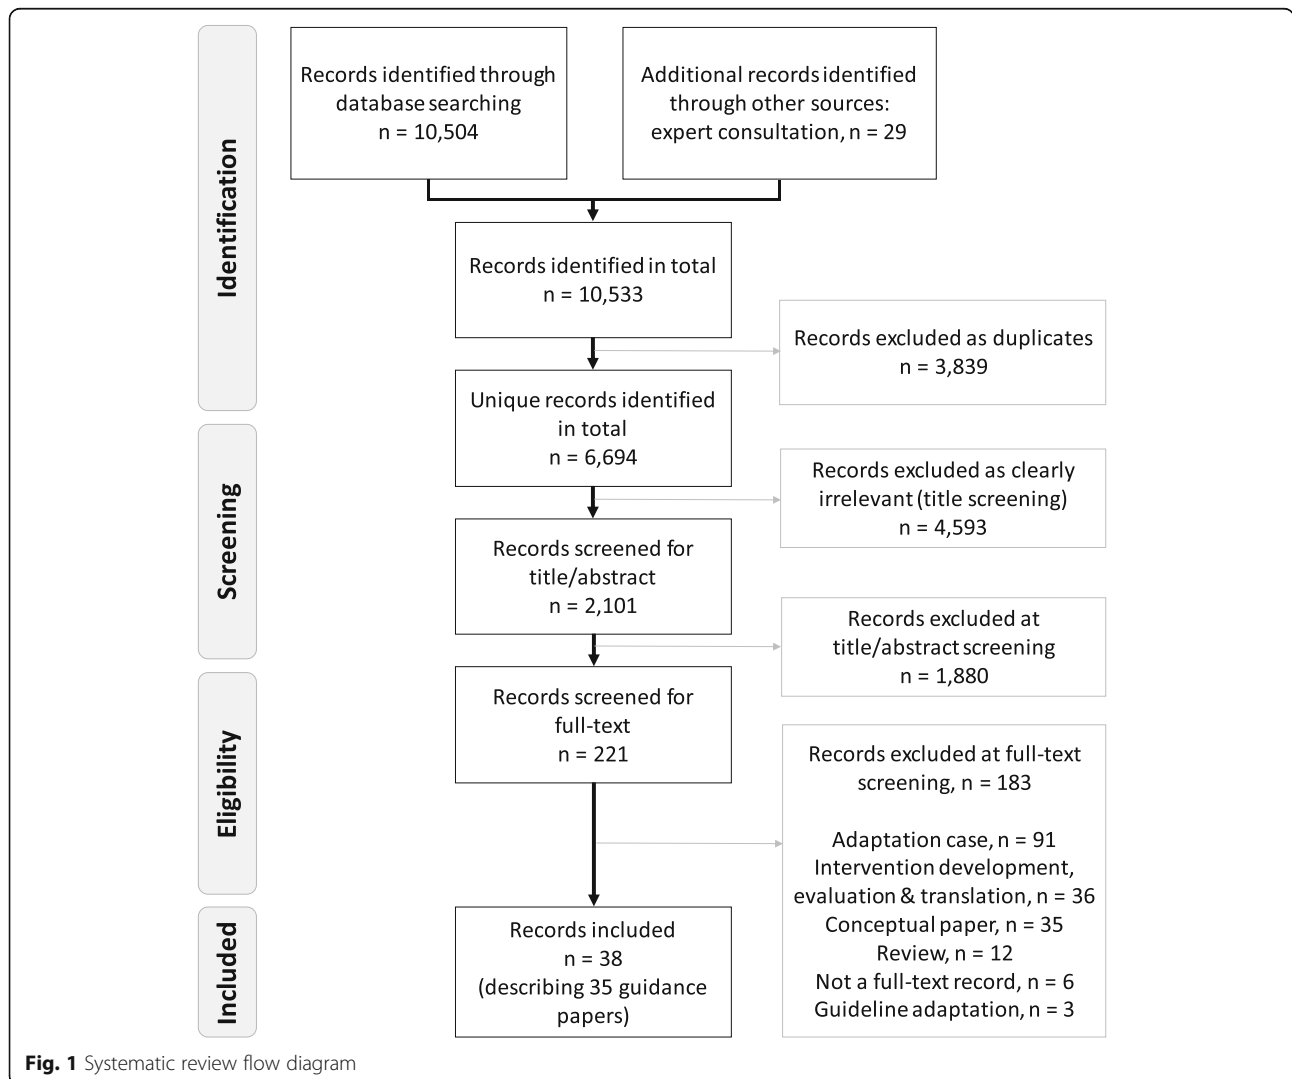 Identification
Records identified through
database searching
n = 10,504
Additional records identified
through other sources:
expert consultation, n = 29
Records identified in total
n = 10,533
Records excluded as duplicates
n = 3,839
Unique records identified
in total
n = 6,694
Screening
Records excluded as clearly
irrelevant (title screening)
n = 4,593
Records screened for
title/abstract
n = 2,101
Records excluded at
title/abstract screening
n = 1,880
Eligibility
Records screened for
full-text
n = 221
Records excluded at full-text
screening, n = 183
Adaptation case, n = 91
Intervention development,
evaluation & translation, n = 36
Conceptual paper, n = 35
Review, n = 12
Not a full-text record, n = 6
Guideline adaptation, n = 3
Included
Records included
n = 38
(describing 35 guidance
papers)
Fig. 1 Systematic review flow diagram